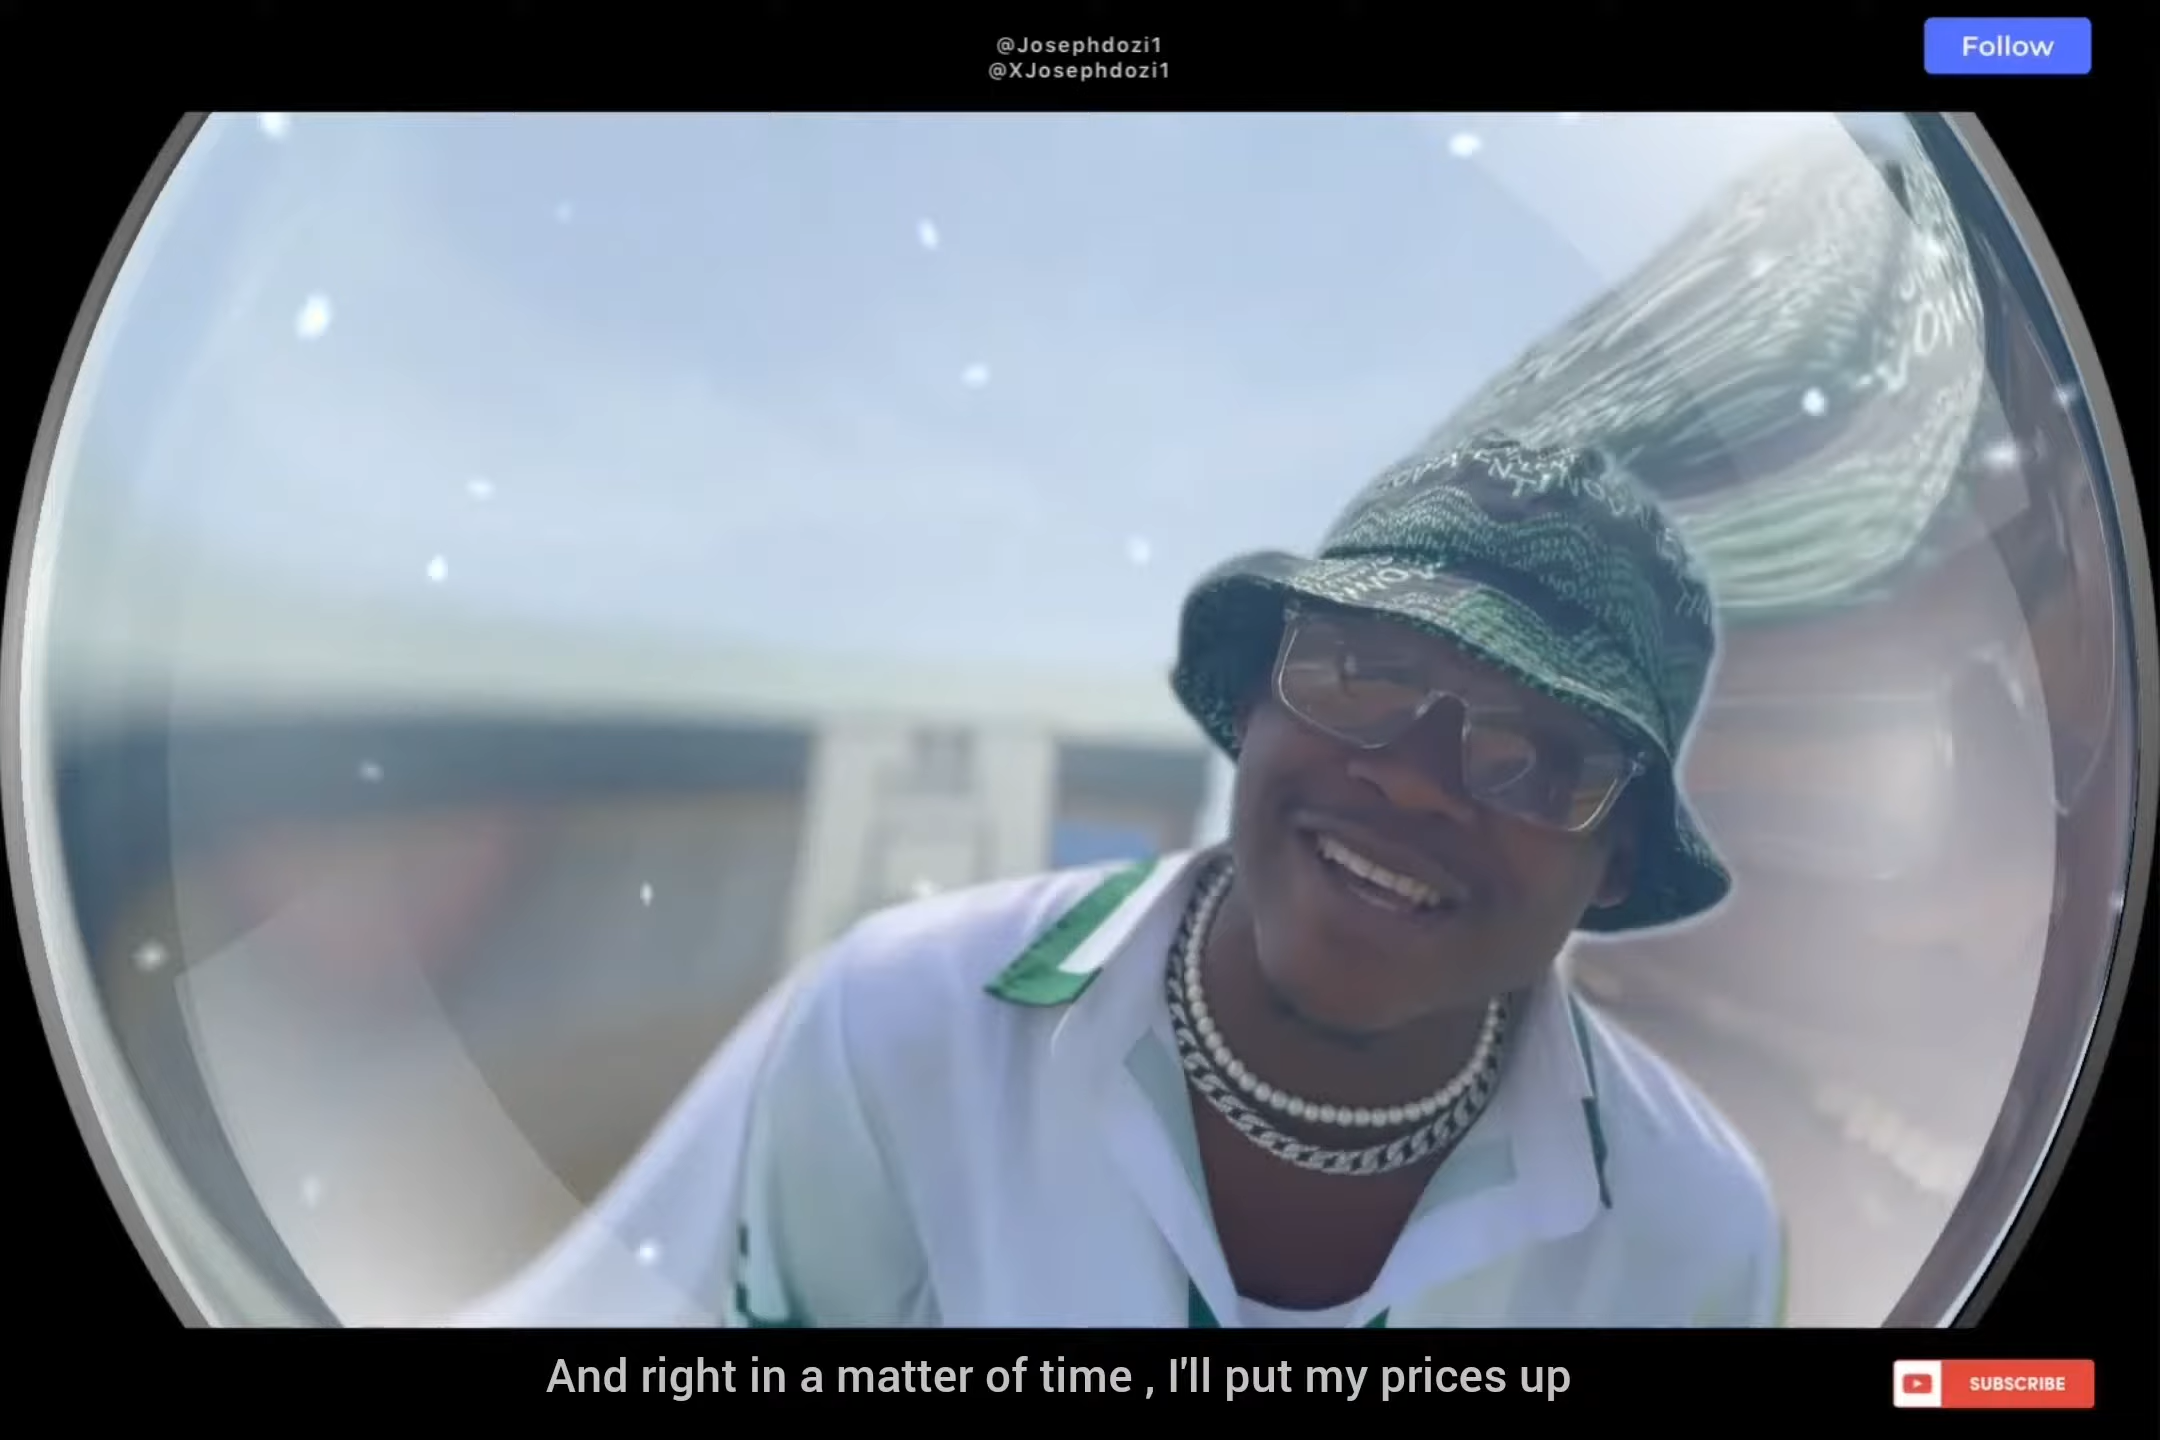 @Josephdozi1
@XJosephdozi1
Follow
And right in a matter of time , I'll put my prices up
SUBSCRIBE